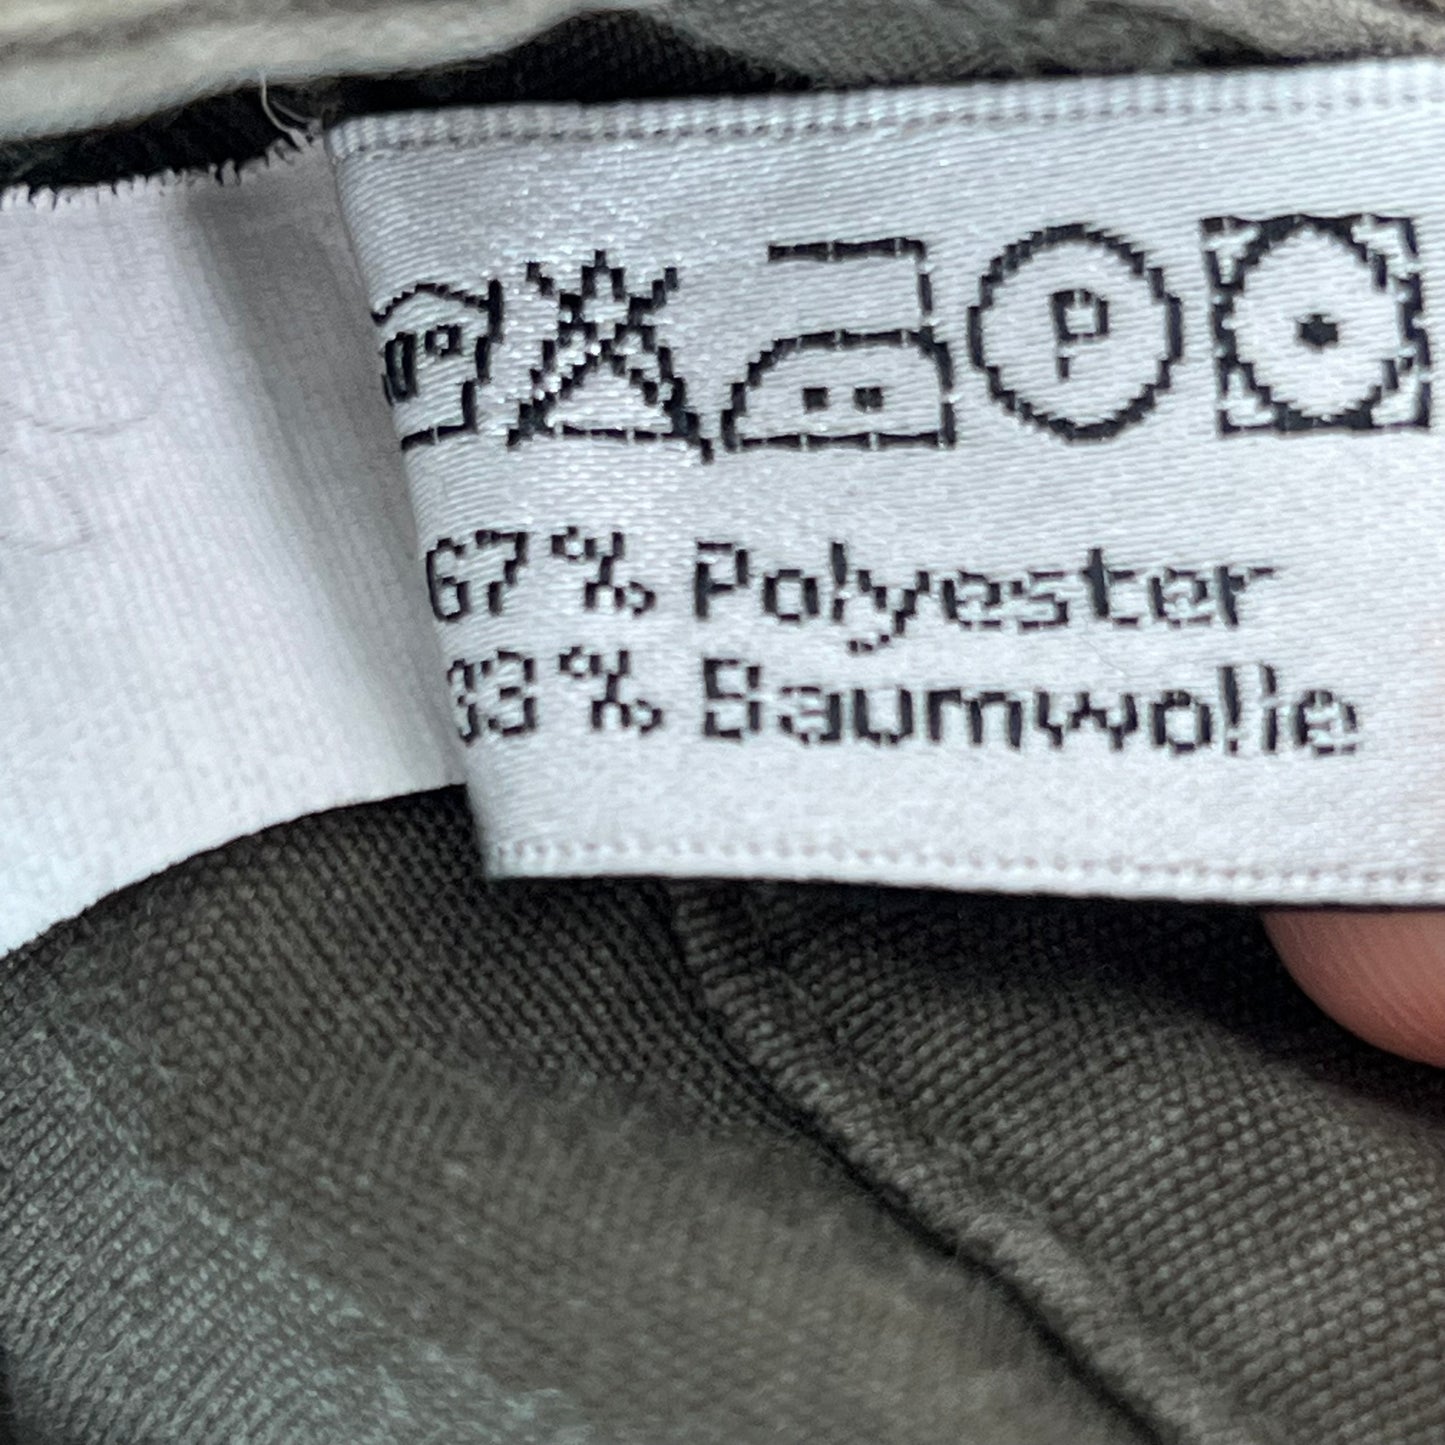 P
67% Polyester
33% Baumwolle